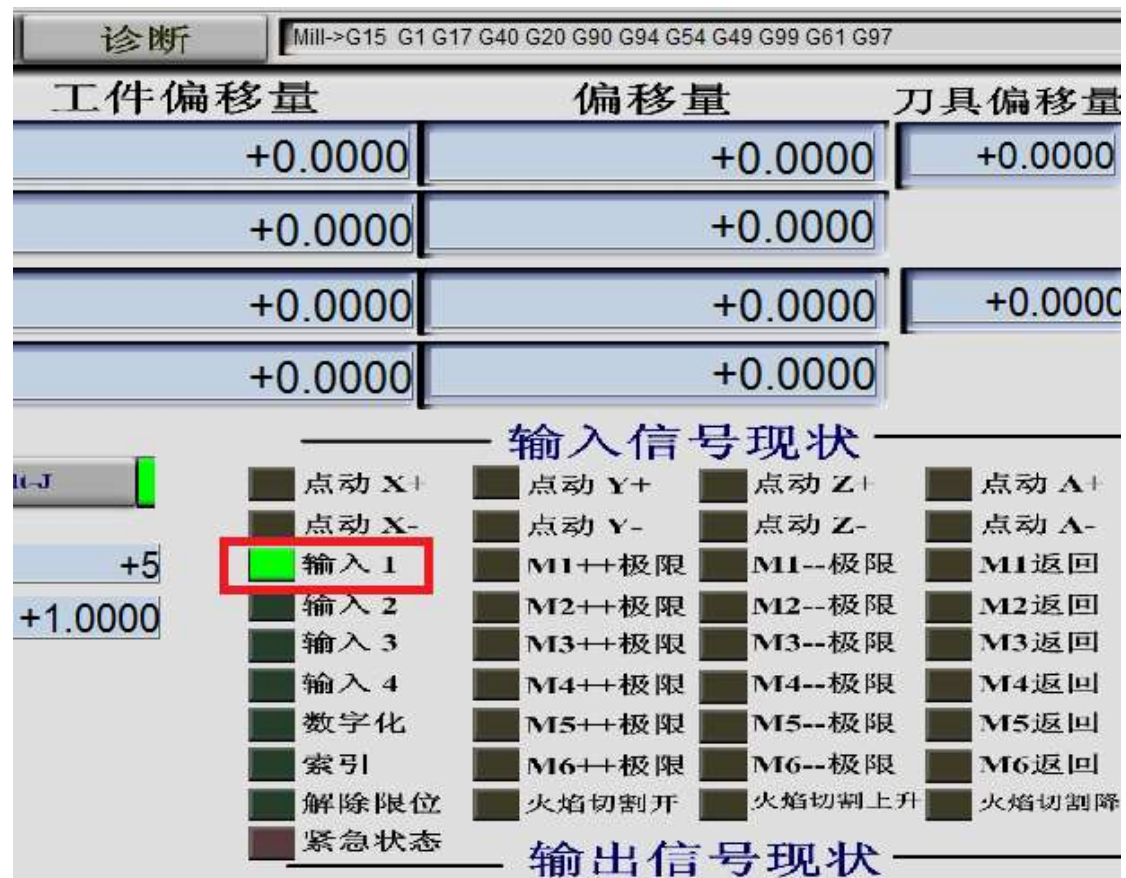 诊断 Mill->G15 G1 G17 G40 G20 G90 G94 G54 G49 G99 G61 G97
工件偏移量 偏移量 刀具偏移量
+0.0000 +0.0000 +0.0000
+0.0000 +0.0000
+0.0000 +0.0000 +0.0000
+0.0000 +0.0000
输入信号现状
lt-J 点动 X+ 点动 Y+ 点动 Z+ 点动 A+
点动 X- 点动 Y- 点动 Z- 点动 A-
+5 输入 1 M1++极限 M1--极限 M1返回
+1.0000 输入 2 M2++极限 M2--极限 M2返回
输入 3 M3++极限 M3--极限 M3返回
输入 4 M4++极限 M4--极限 M4返回
数字化 M5++极限 M5--极限 M5返回
索引 M6++极限 M6--极限 M6返回
解除限位 火焰切割开 火焰切割上升 火焰切割降
紧急状态
输出信号现状